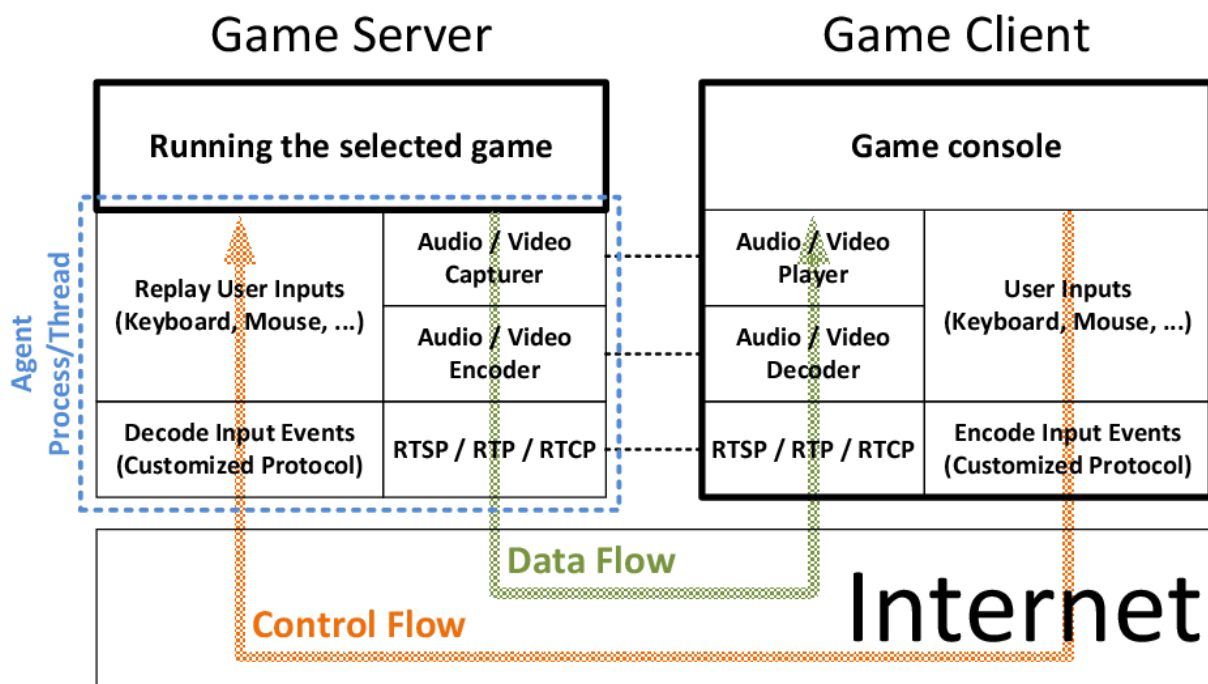 Game Server
Game Client
Running the selected game
Game console
Agent
Process/Thread
Replay User Inputs
(Keyboard, Mouse, ...)
Audio / Video
Capturer
Audio / Video
Encoder
Decode Input Events
(Customized Protocol)
RTSP / RTP / RTCP
Audio / Video
Player
Audio / Video
Decoder
RTSP / RTP / RTCP
User Inputs
(Keyboard, Mouse, ...)
Encode Input Events
(Customized Protocol)
Data Flow
Control Flow
Internet